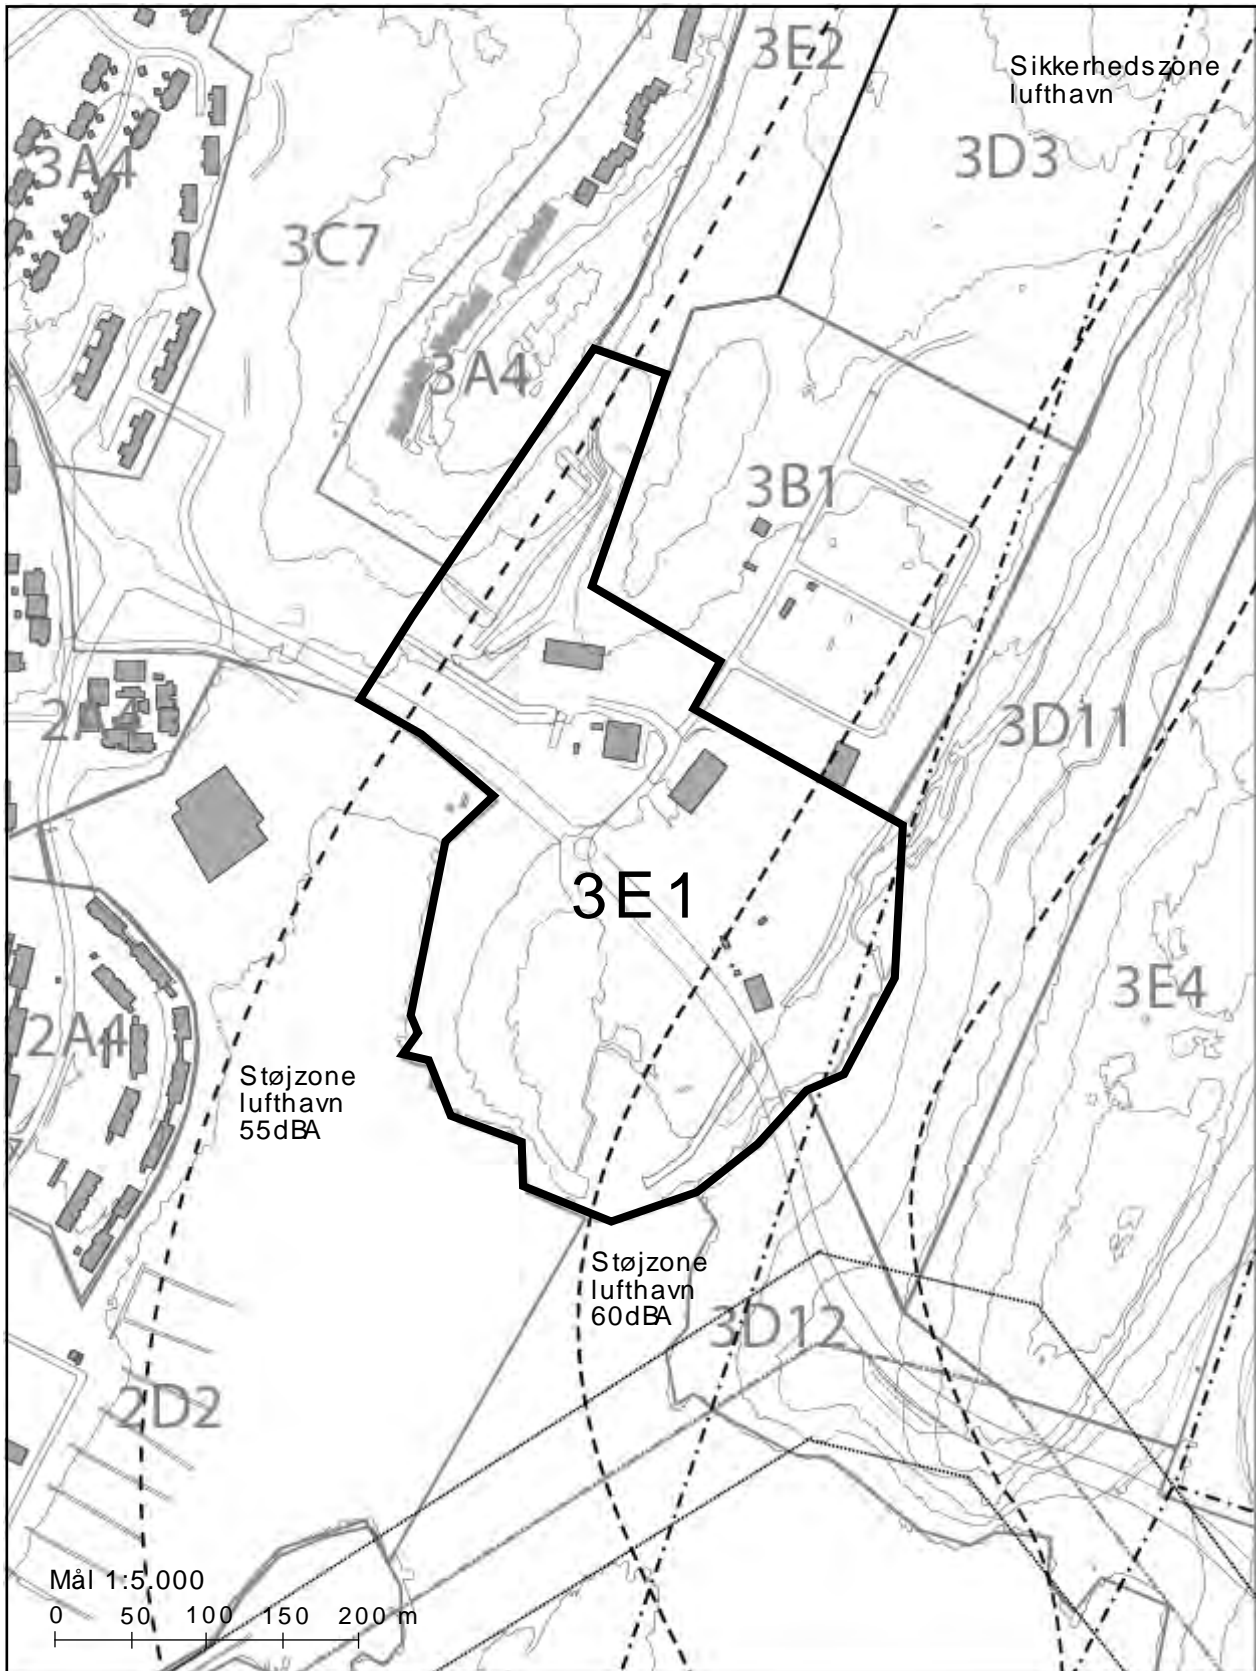 3E2
Sikkerhedszone
lufthavn
3A4
3D3
3C7
3A4
3B1
2A4
3D11
3E1
3E4
2A4
Støjzone
lufthavn
55dBA
Støjzone
lufthavn
60dBA
3D12
2D2
Mål 1:5.000
0 50 100 150 200 m